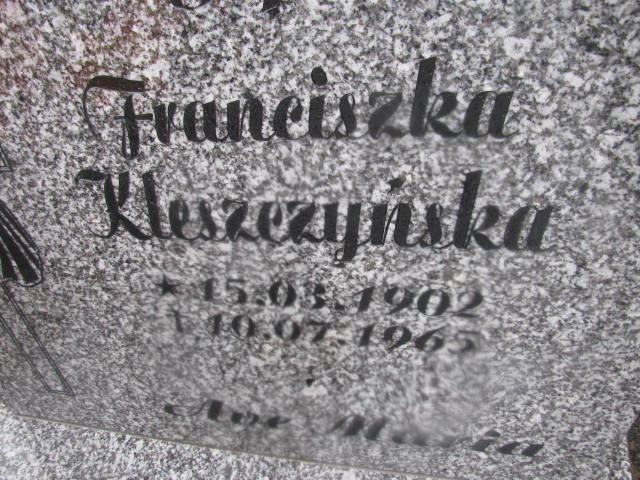 Franciszka
Kleszczyńska
★ 15.03.1902
† 10.07.1965
Ave Maria